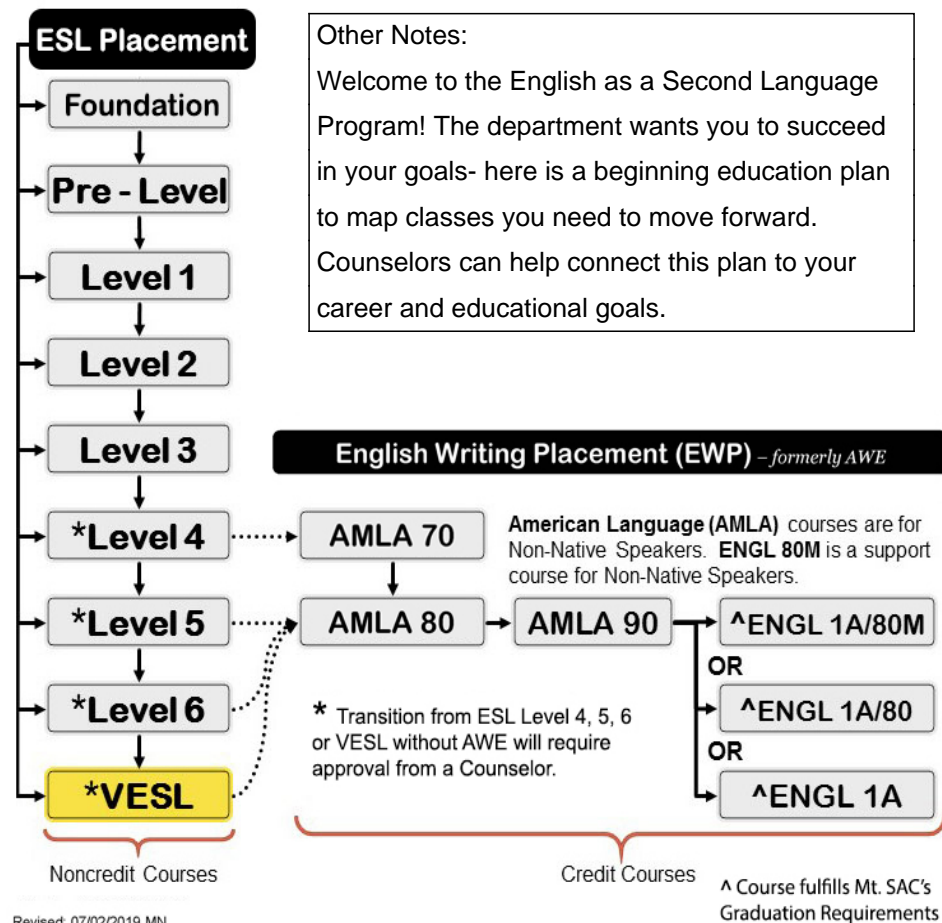 ESL Placement
Foundation
Pre - Level
Level 1
Level 2
Level 3
*Level 4
*Level 5
*Level 6
*VESL
Noncredit Courses
Revised: 07/02/2019 MN
Other Notes:
Welcome to the English as a Second Language
Program! The department wants you to succeed
in your goals- here is a beginning education plan
to map classes you need to move forward.
Counselors can help connect this plan to your
career and educational goals.
English Writing Placement (EWP) – formerly AWE
AMLA 70
American Language (AMLA) courses are for
Non-Native Speakers. ENGL 80M is a support
course for Non-Native Speakers.
AMLA 80
AMLA 90
^ENGL 1A/80M
OR
^ENGL 1A/80
OR
^ENGL 1A
* Transition from ESL Level 4, 5, 6
or VESL without AWE will require
approval from a Counselor.
Credit Courses
^ Course fulfills Mt. SAC's
Graduation Requirements